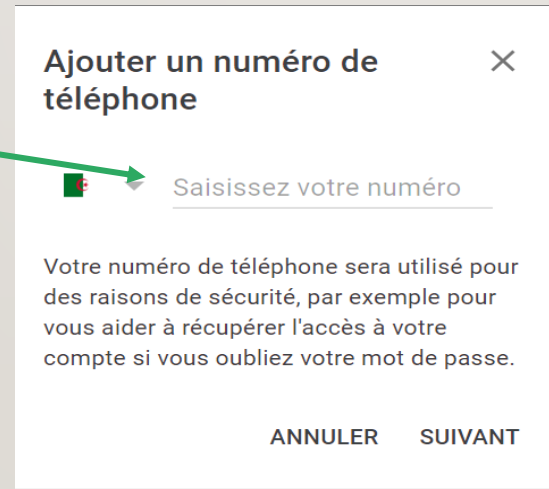 Ajouter un numéro de
téléphone
Saisissez votre numéro
Votre numéro de téléphone sera utilisé pour
des raisons de sécurité, par exemple pour
vous aider à récupérer l'accès à votre
compte si vous oubliez votre mot de passe.
ANNULER SUIVANT